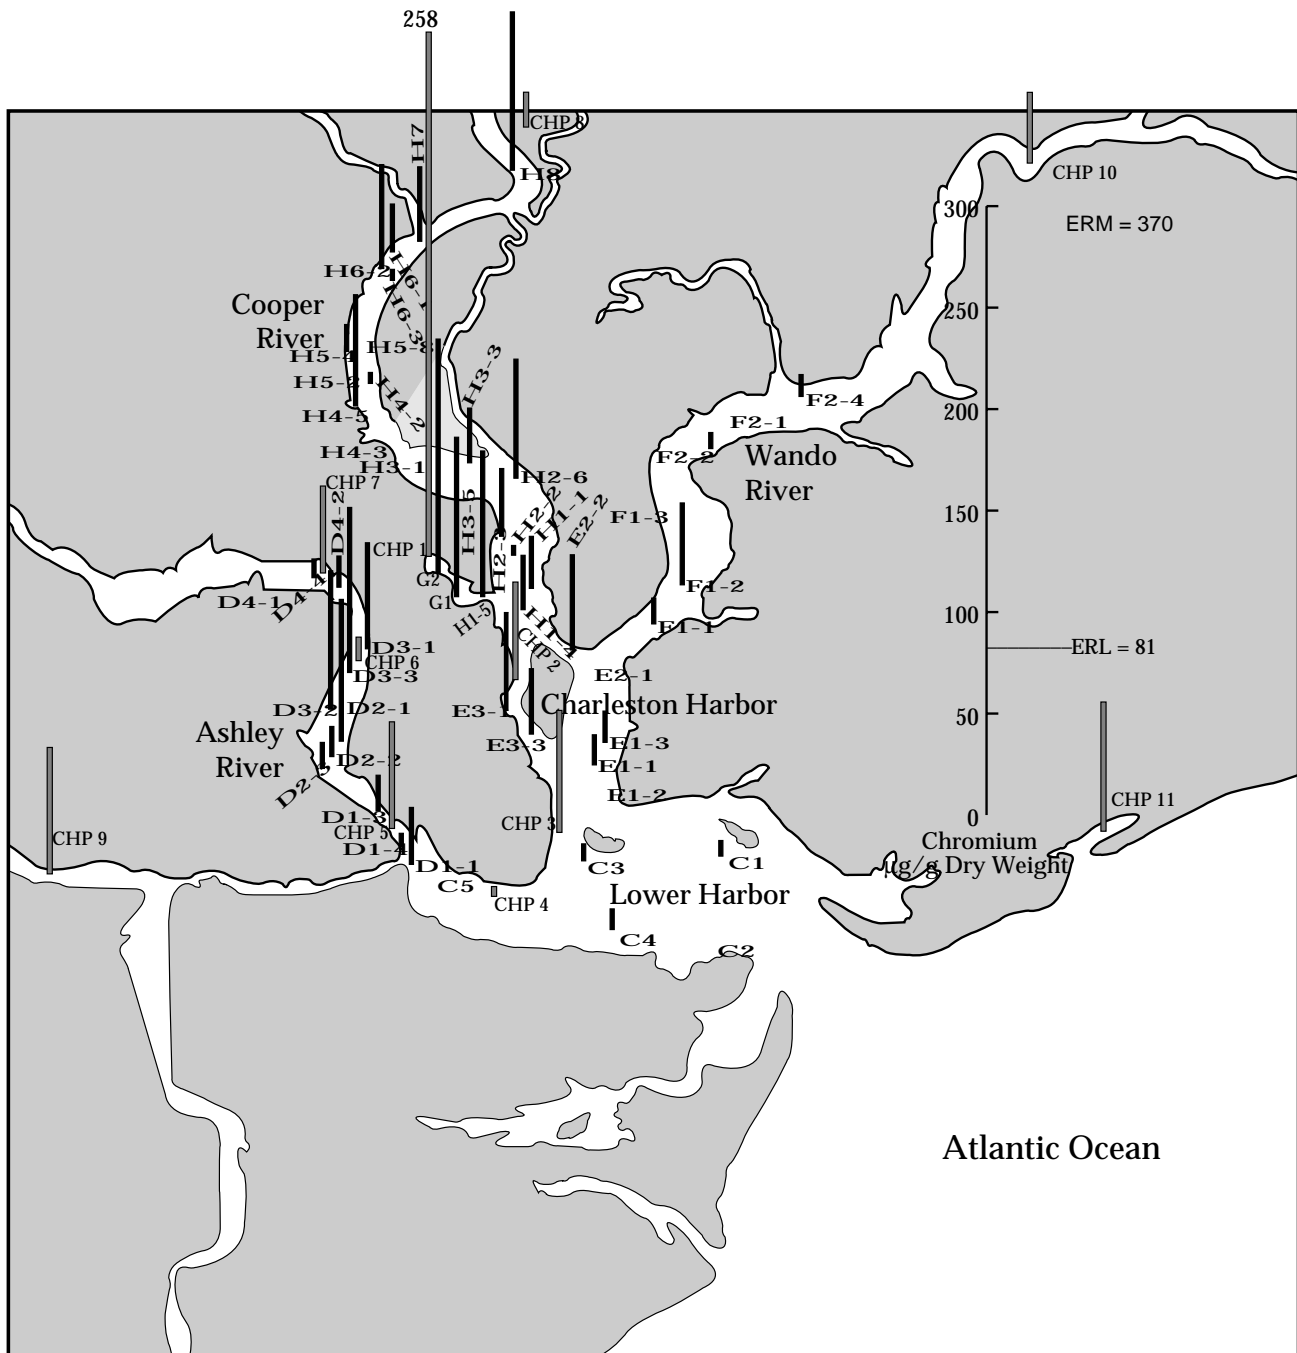 258
CHP 8
H7
H8
CHP 10
300
ERM = 370
H6-2
H6-1
H6-3
Cooper
River
250
H5-4
H5-8
H3-3
H5-2
H4-2
H4-5
200
F2-4
F2-1
H4-3
H3-1
F2-2
Wando
River
H2-6
CHP 7
D4-2
H3-5
H2-2
H1-1
E2-2
F1-3
150
CHP 1
H2-3
G2
G1
F1-2
D4-1
D4-4
H1-5
H1-4
F1-1
100
CHP 2
D3-1
CHP 6
D3-3
ERL = 81
E2-1
D3-2
D2-1
E3-1
Charleston Harbor
50
Ashley
River
E3-3
E1-3
D2-2
E1-1
E1-2
CHP 11
D1-3
CHP 5
CHP 3
0
CHP 9
D1-4
Chromium
µg/g Dry Weight
D1-1
C3
C1
C5
CHP 4
Lower Harbor
C4
C2
Atlantic Ocean